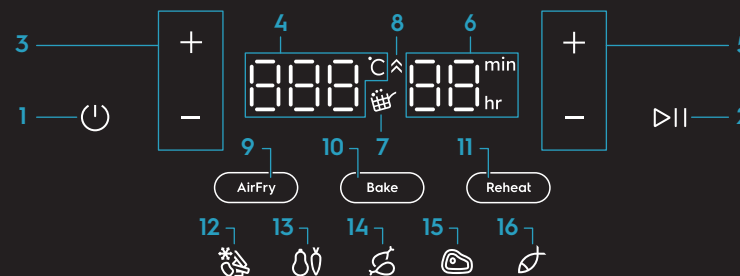 4 8 6
3 + °C min +
888 88
1 − hr − 2
9 10 7 11
AirFry Bake Reheat
12 13 14 15 16